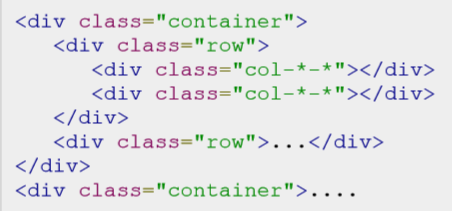 <div class="container">
<div class="row">
<div class="col-*-*"></div>
<div class="col-*-*"></div>
</div>
<div class="row">...</div>
</div>
<div class="container">....